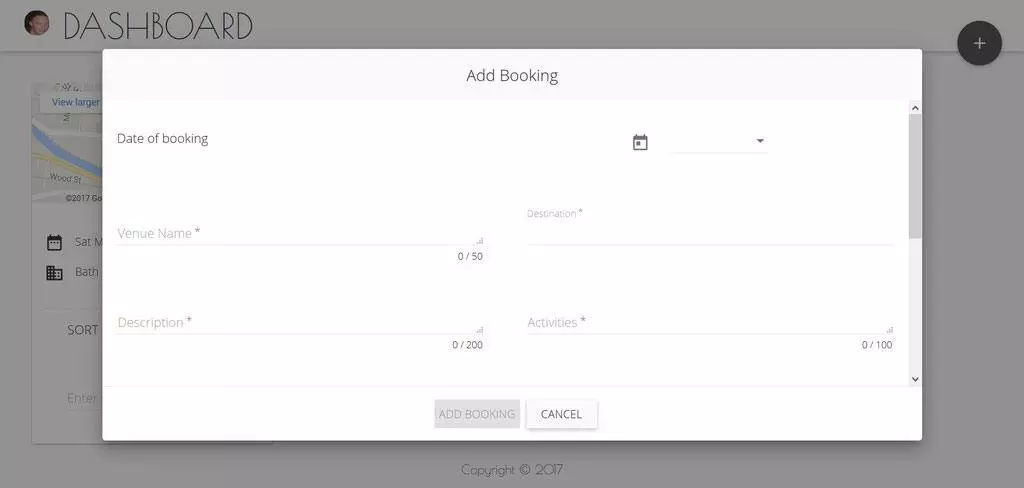 DASHBOARD
+
Add Booking
View larger
Wood St
©2017 Go
Date of booking
Venue Name *
0 / 50
Destination *
Sat M
Bath
Description *
0 / 200
Activities *
0 / 100
SORT
Enter
ADD BOOKING
CANCEL
Copyright © 2017